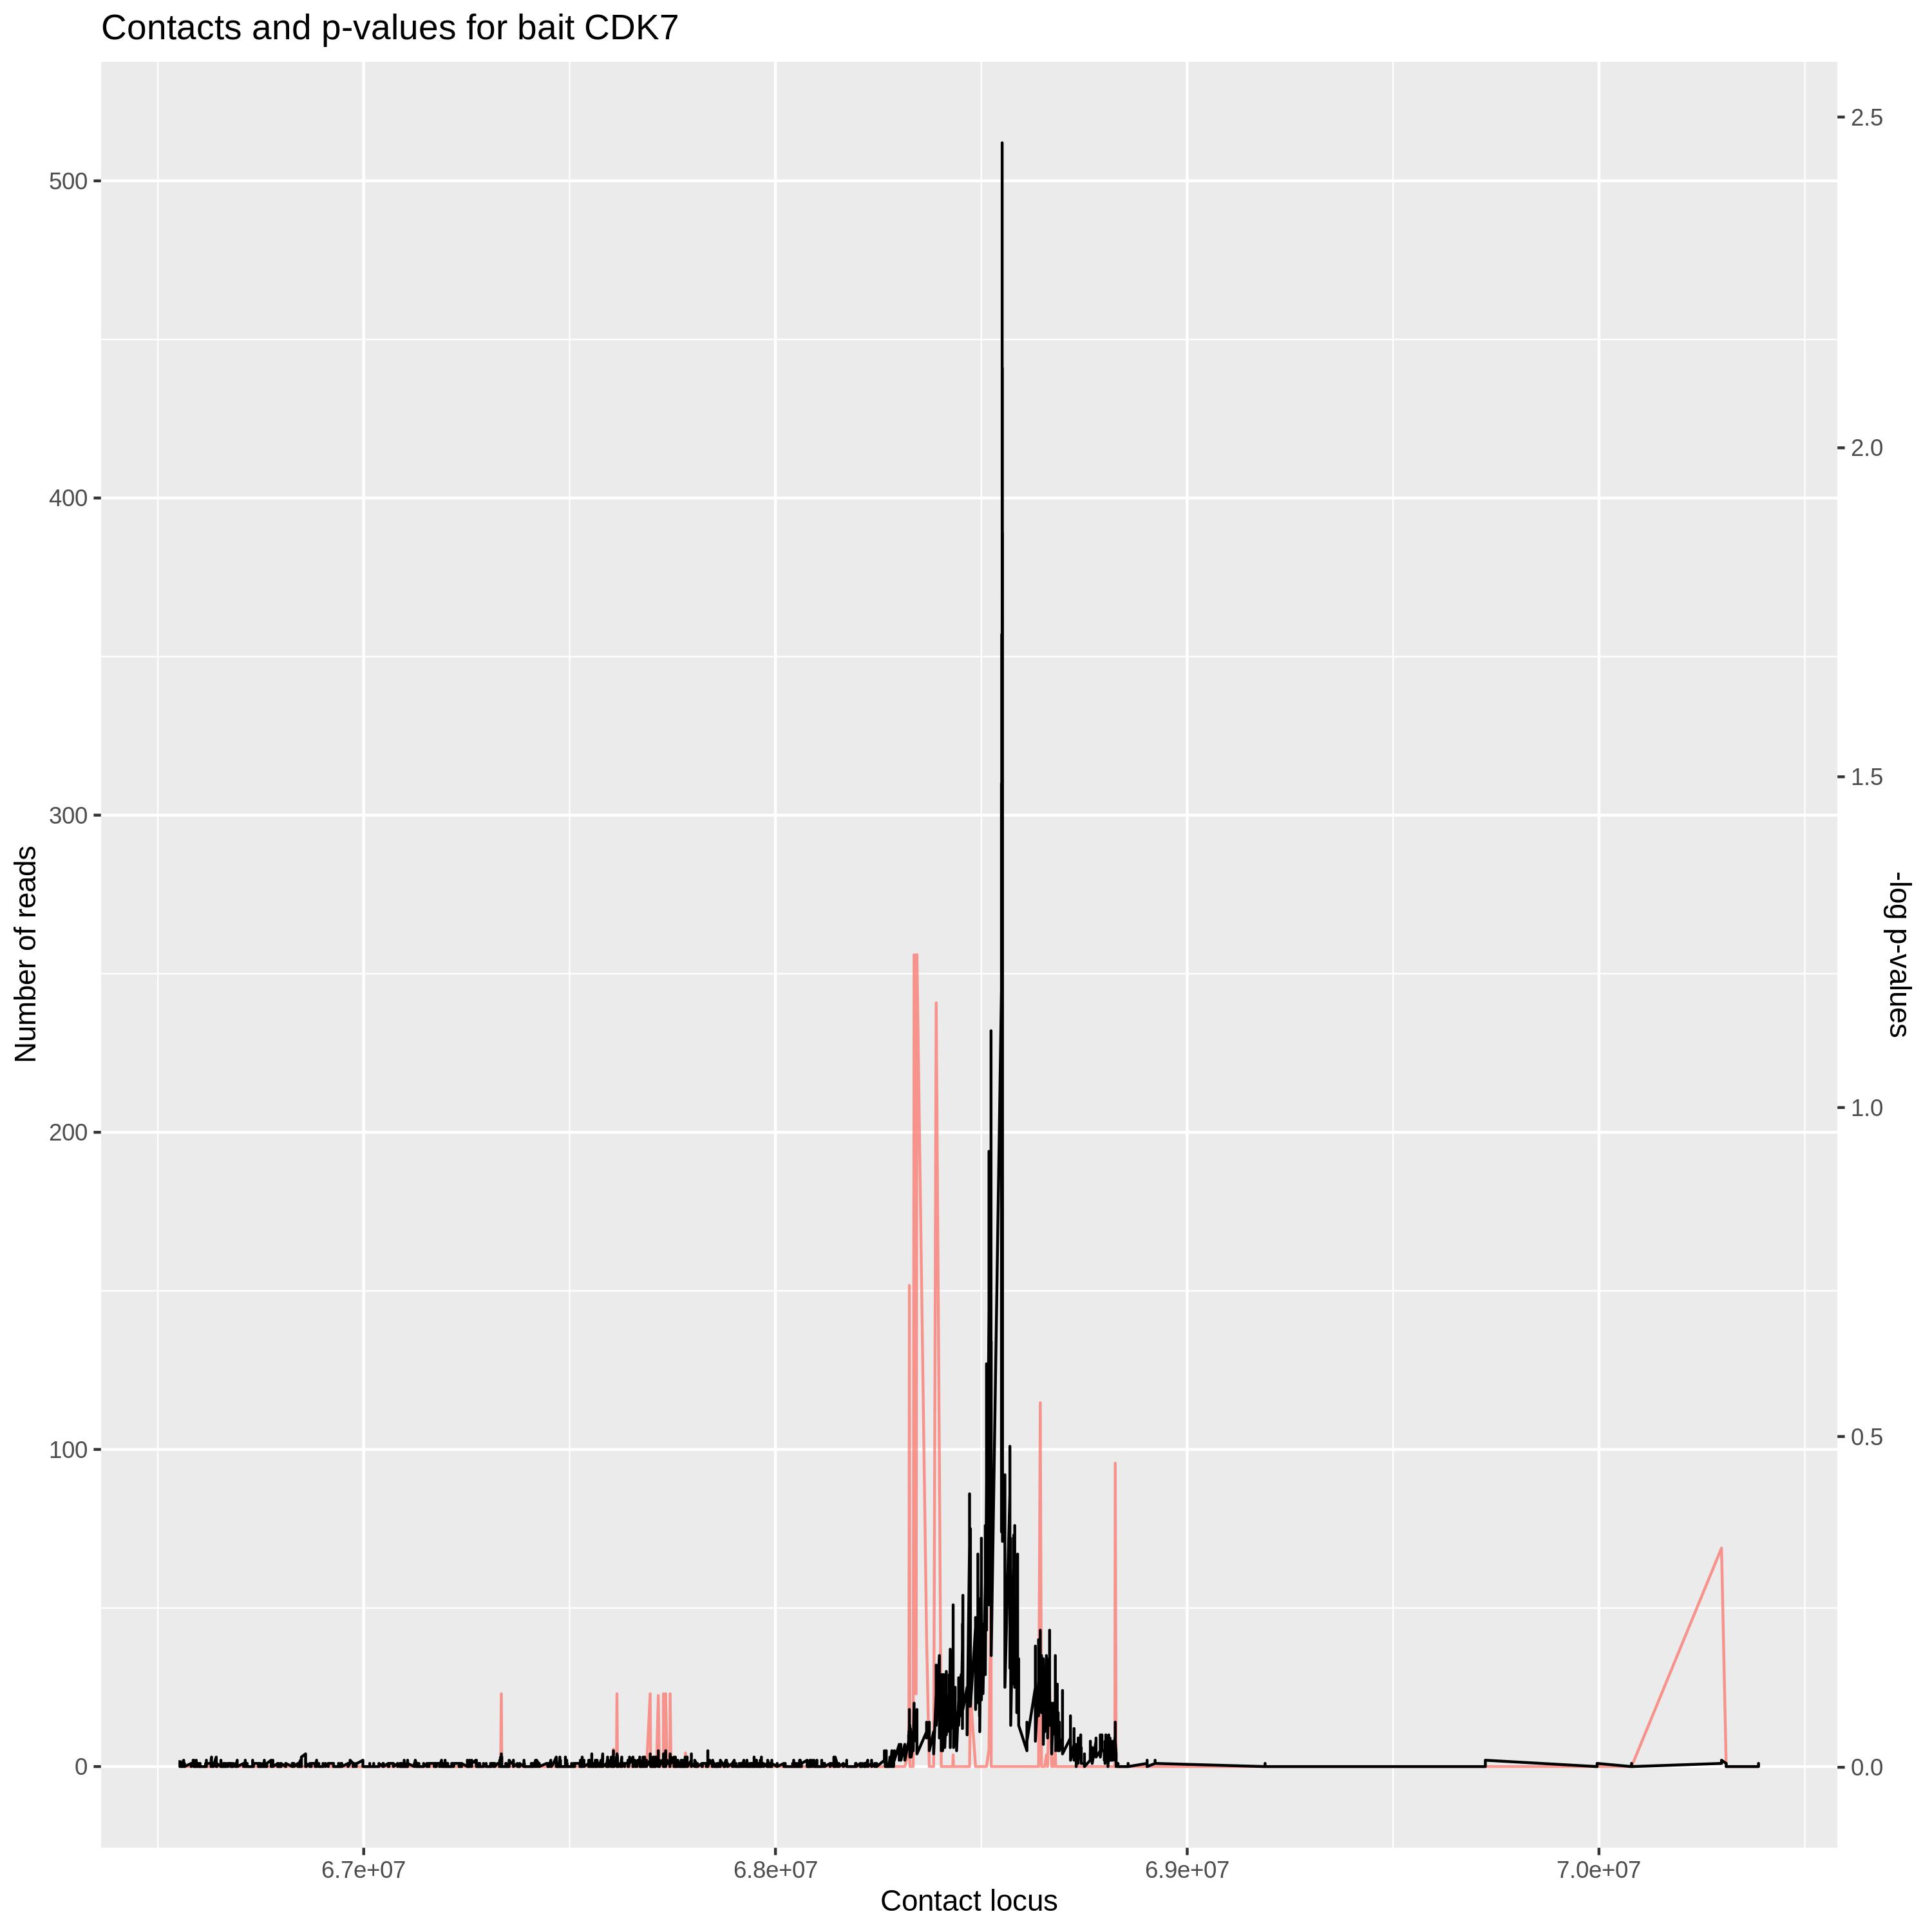 Contacts and p-values for bait CDK7
Number of reads
500
400
300
200
100
0
2.5
2.0
1.5
1.0
0.5
0.0
-log p-values
6.7e+07 6.8e+07 6.9e+07 7.0e+07
Contact locus